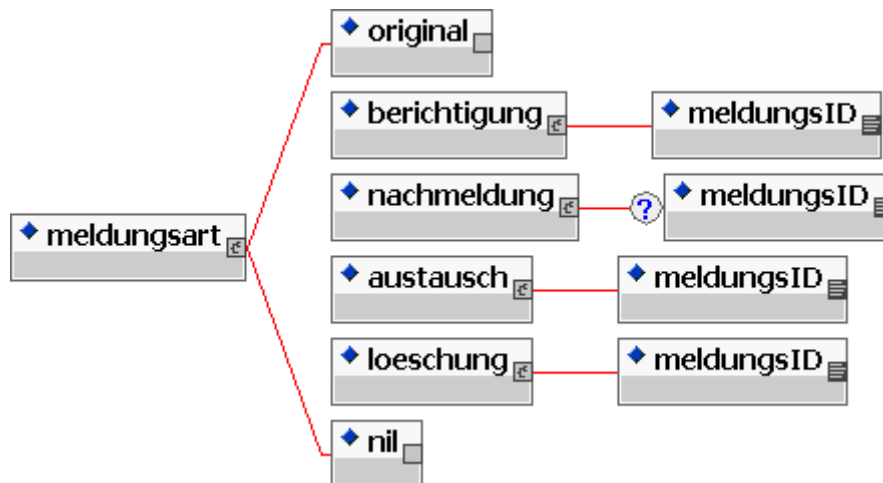 original
berichtigung
meldungsID
nachmeldung
?
meldungsID
meldungsart
austausch
meldungsID
loeschung
meldungsID
nil